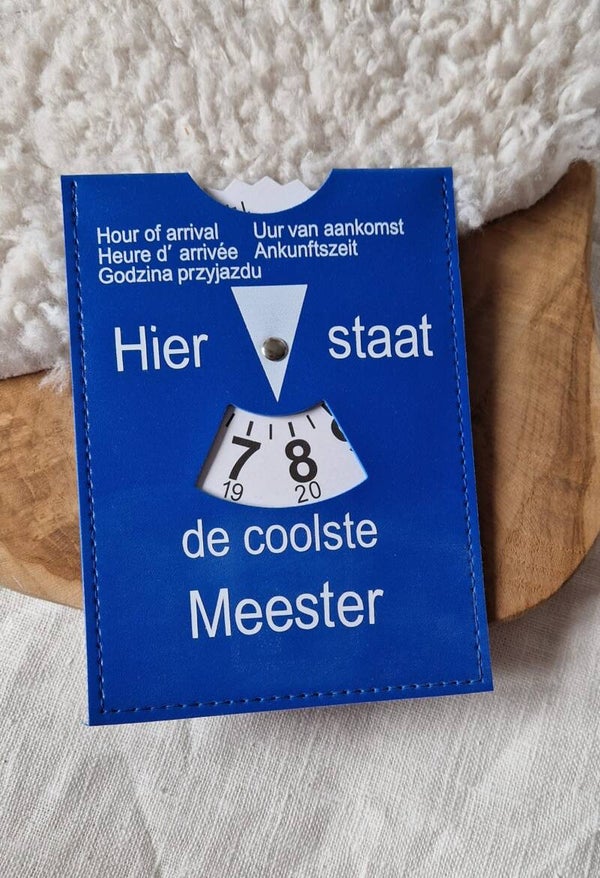 Hour of arrival Uur van aankomst
Heure d' arrivée Ankunftszeit
Godzina przyjazdu
Hier staat
7 8
19 20
de coolste
Meester